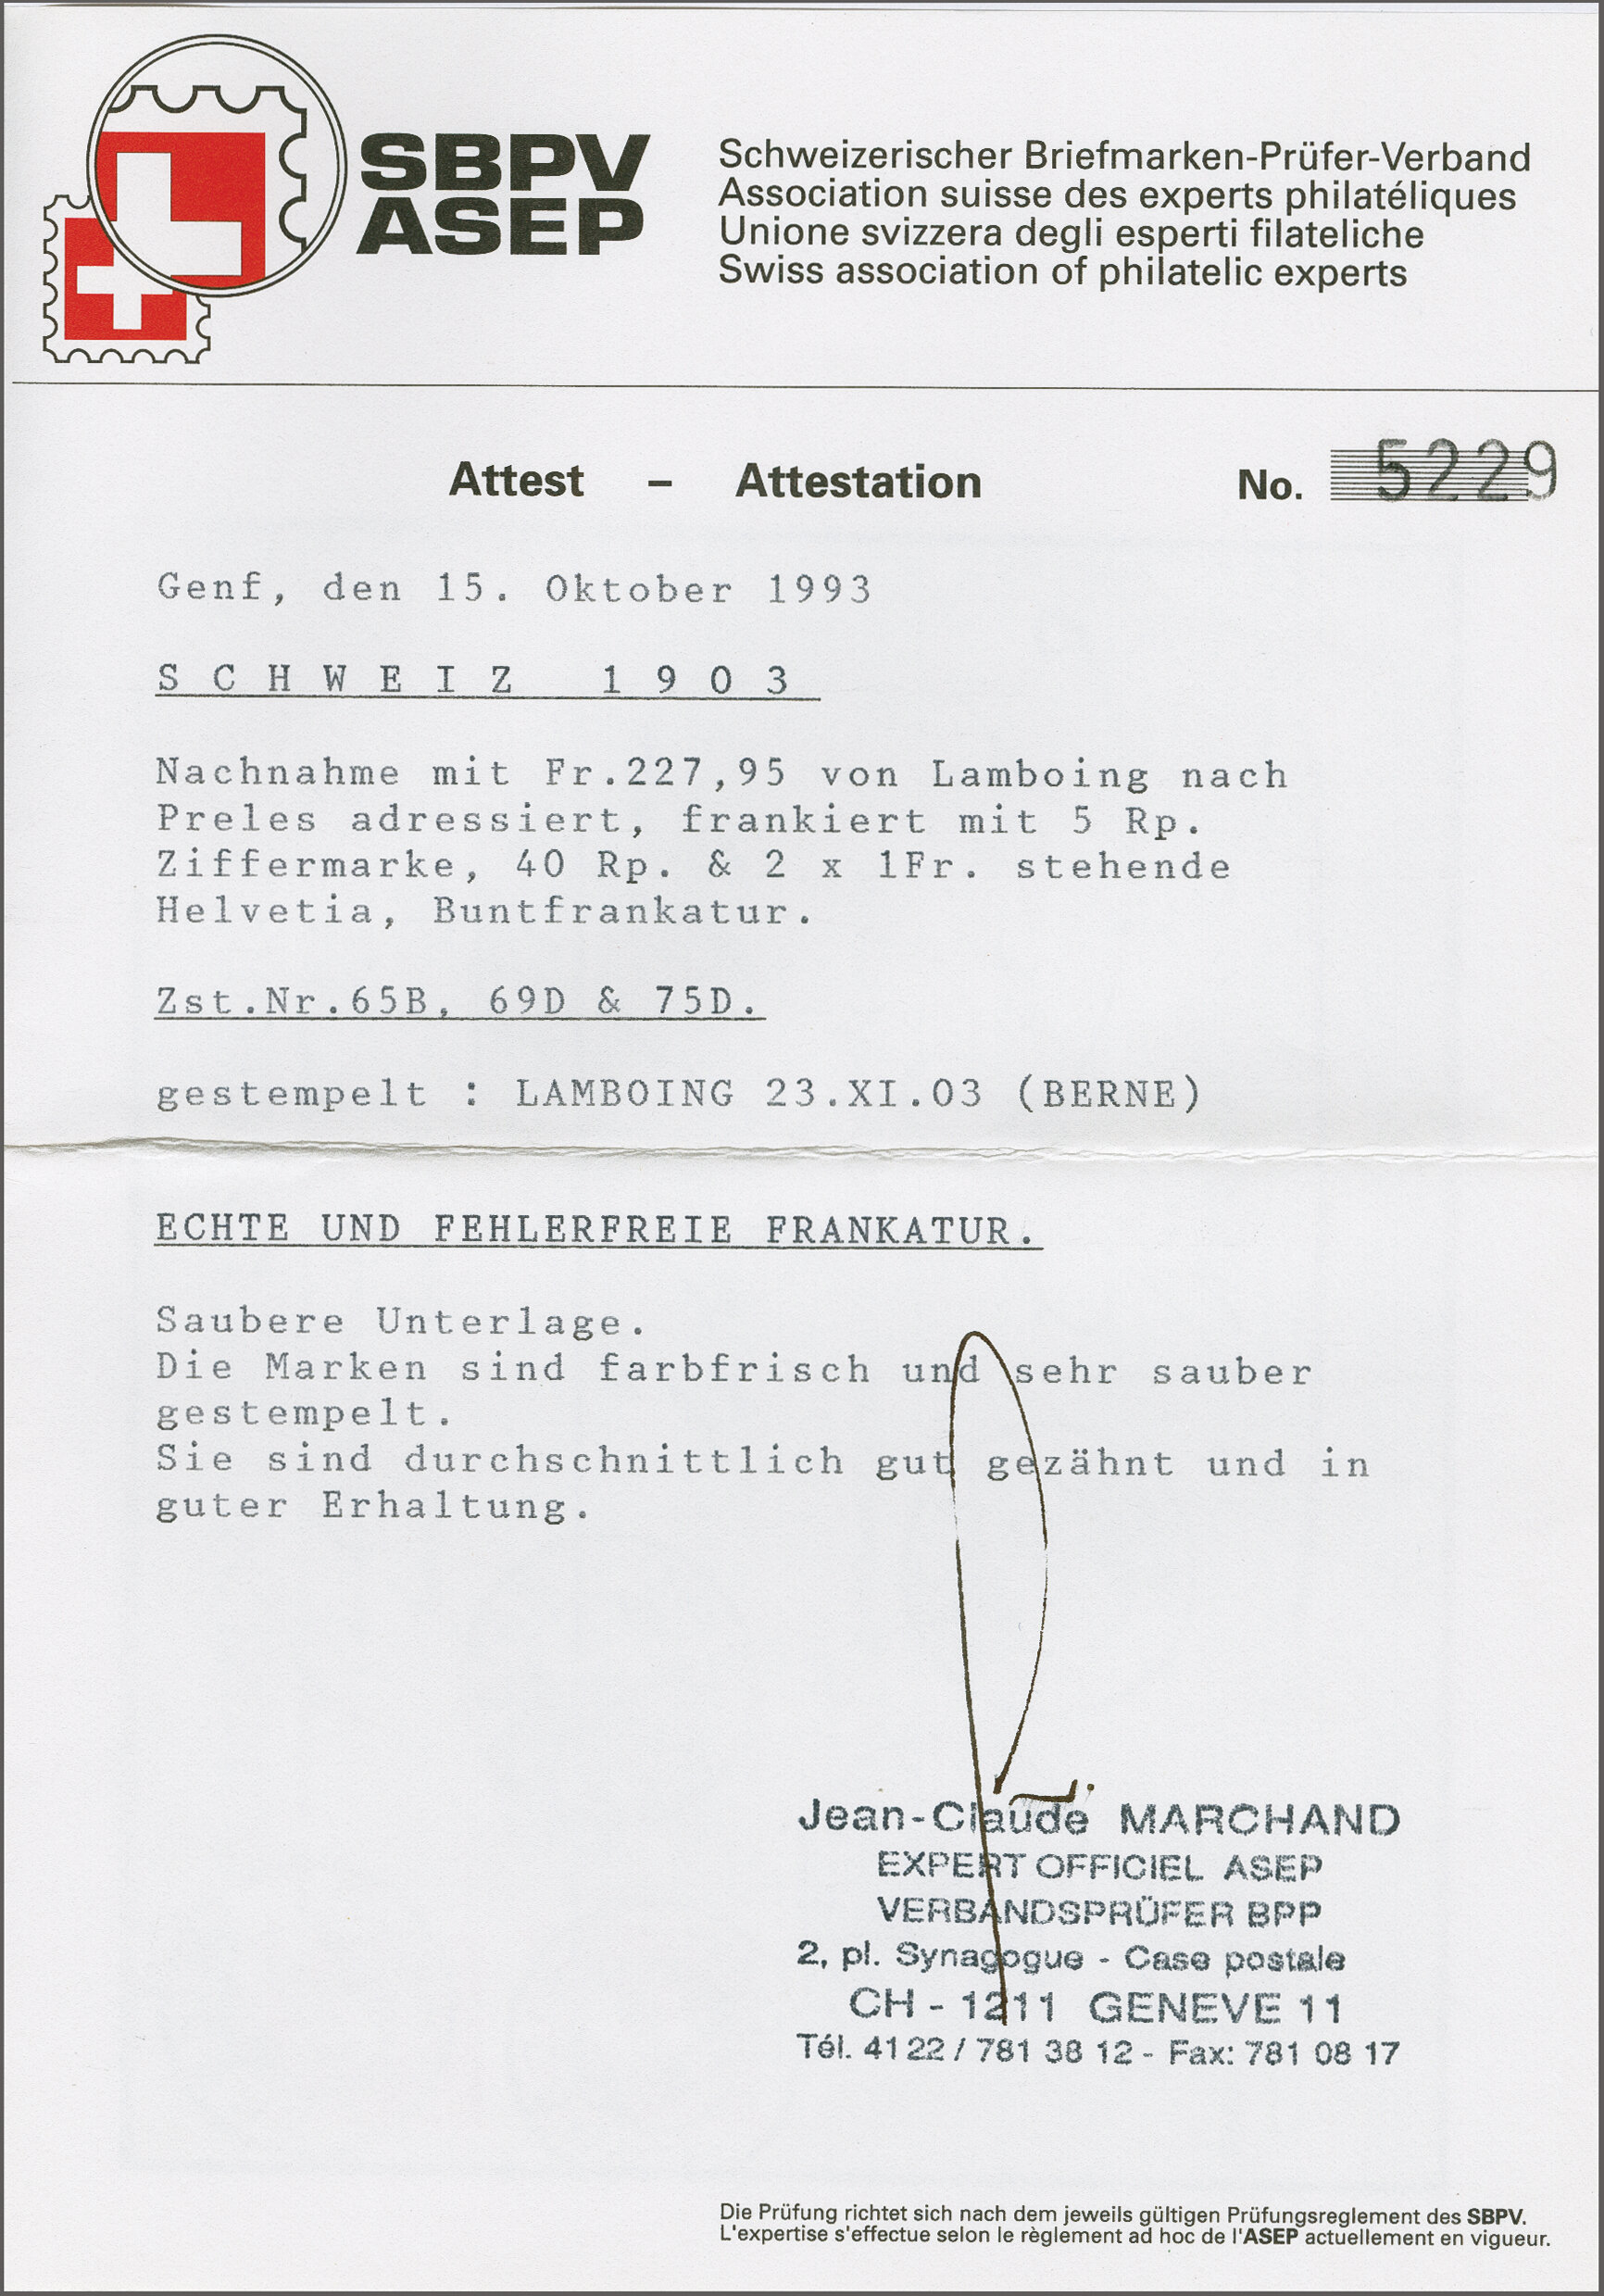 SBPV
ASEP
Schweizerischer Briefmarken-Prüfer-Verband
Association suisse des experts philatéliques
Unione svizzera degli esperti filateliche
Swiss association of philatelic experts
Attest – Attestation No. 5229
Genf, den 15. Oktober 1993
SCHWEIZ 1903
Nachnahme mit Fr.227,95 von Lamboing nach
Preles adressiert, frankiert mit 5 Rp.
Ziffermarke, 40 Rp. & 2 x 1Fr. stehende
Helvetia, Buntfrankatur.
Zst.Nr.65B, 69D & 75D.
gestempelt : LAMBOING 23.XI.03 (BERNE)
ECHTE UND FEHLERFREIE FRANKATUR.
Saubere Unterlage.
Die Marken sind farbfrisch und sehr sauber
gestempelt.
Sie sind durchschnittlich gut gezähnt und in
guter Erhaltung.
Jean-Claude MARCHAND
EXPERT OFFICIEL ASEP
VERBANDSPRÜFER BPP
2, pl. Synagogue - Case postale
CH - 1211 GENEVE 11
Tél. 41 22 / 781 38 12 - Fax: 781 08 17
Die Prüfung richtet sich nach dem jeweils gültigen Prüfungsreglement des SBPV.
L'expertise s'effectue selon le règlement ad hoc de l'ASEP actuellement en vigueur.